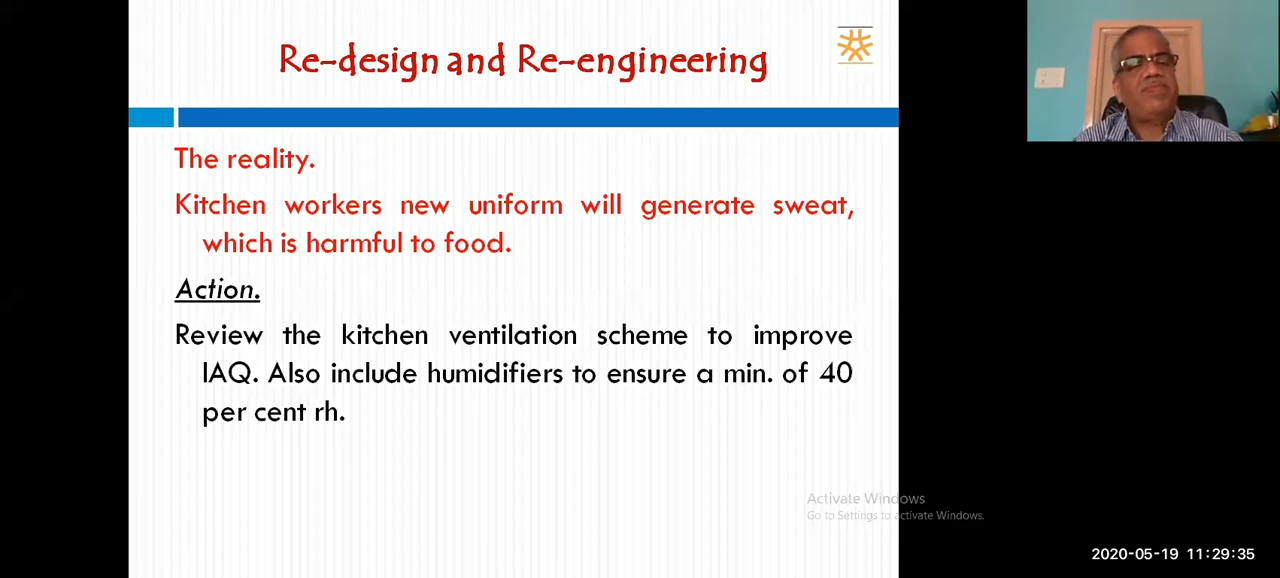 Re-design and Re-engineering
The reality.
Kitchen workers new uniform will generate sweat,
which is harmful to food.
Action.
Review the kitchen ventilation scheme to improve
IAQ. Also include humidifiers to ensure a min. of 40
per cent rh.
Activate Windows
Go to Settings to activate Windows.
2020-05-19 11:29:35